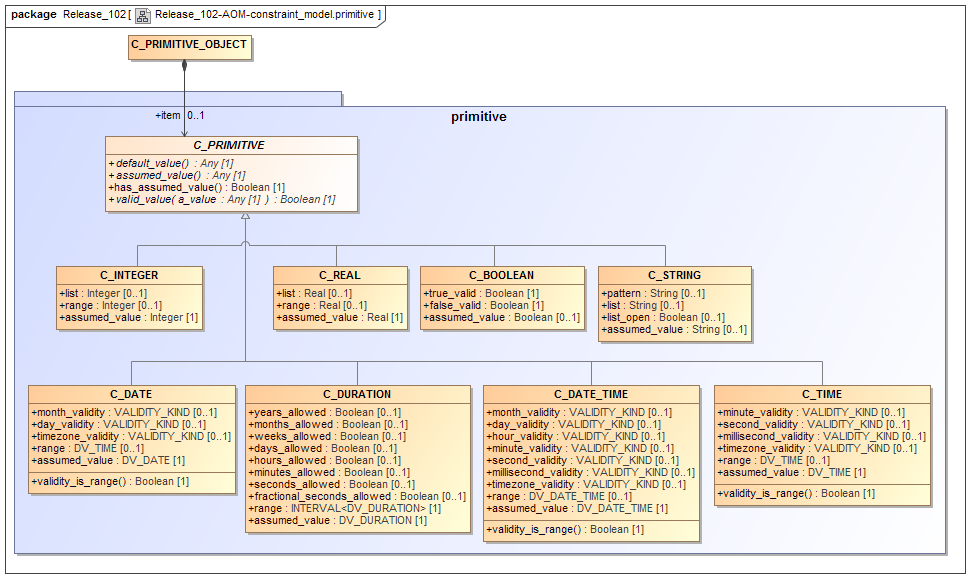 package Release_102 [ Release_102-AOM-constraint_model.primitive ]
C_PRIMITIVE_OBJECT
+item 0..1
primitive
C_PRIMITIVE
+default_value() : Any [1]
+assumed_value() : Any [1]
+has_assumed_value() : Boolean [1]
+valid_value( a_value : Any [1] ) : Boolean [1]
C_INTEGER
+list : Integer [0..1]
+range : Integer [0..1]
+assumed_value : Integer [1]
C_REAL
+list : Real [0..1]
+range : Real [0..1]
+assumed_value : Real [1]
C_BOOLEAN
+true_valid : Boolean [1]
+false_valid : Boolean [1]
+assumed_value : Boolean [0..1]
C_STRING
+pattern : String [0..1]
+list : String [0..1]
+list_open : Boolean [0..1]
+assumed_value : String [0..1]
C_DATE
+month_validity : VALIDITY_KIND [0..1]
+day_validity : VALIDITY_KIND [0..1]
+timezone_validity : VALIDITY_KIND [0..1]
+range : DV_TIME [0..1]
+assumed_value : DV_DATE [1]
+validity_is_range() : Boolean [1]
C_DURATION
+years_allowed : Boolean [0..1]
+months_allowed : Boolean [0..1]
+weeks_allowed : Boolean [0..1]
+days_allowed : Boolean [0..1]
+hours_allowed : Boolean [0..1]
+minutes_allowed : Boolean [0..1]
+seconds_allowed : Boolean [0..1]
+fractional_seconds_allowed : Boolean [0..1]
+range : INTERVAL<DV_DURATION> [1]
+assumed_value : DV_DURATION [1]
C_DATE_TIME
+month_validity : VALIDITY_KIND [0..1]
+day_validity : VALIDITY_KIND [0..1]
+hour_validity : VALIDITY_KIND [0..1]
+minute_validity : VALIDITY_KIND [0..1]
+second_validity : VALIDITY_KIND [0..1]
+millisecond_validity : VALIDITY_KIND [0..1]
+timezone_validity : VALIDITY_KIND [0..1]
+range : DV_DATE_TIME [0..1]
+assumed_value : DV_DATE_TIME [1]
+validity_is_range() : Boolean [1]
C_TIME
+minute_validity : VALIDITY_KIND [0..1]
+second_validity : VALIDITY_KIND [0..1]
+millisecond_validity : VALIDITY_KIND [0..1]
+timezone_validity : VALIDITY_KIND [0..1]
+range : DV_TIME [0..1]
+assumed_value : DV_TIME [1]
+validity_is_range() : Boolean [1]